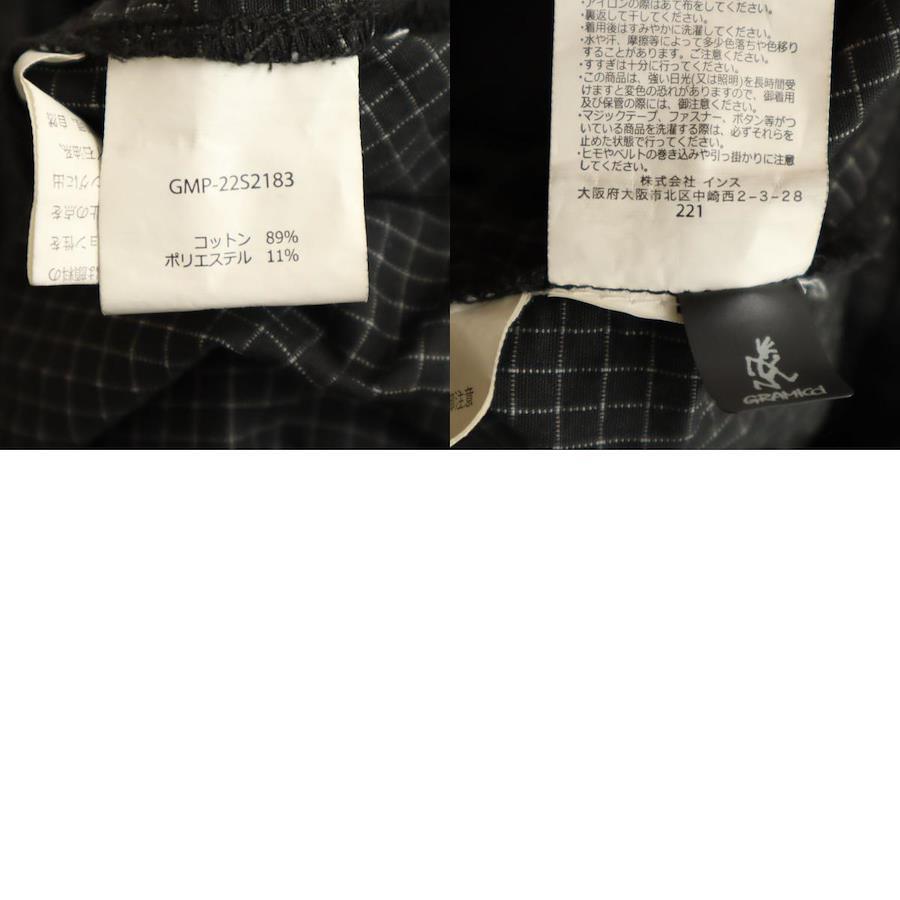 GMP-22S2183
コットン 89%
ポリエステル 11%
・アイロンの際はあて布をしてください。
・裏返して干してください。
・着用後はすみやかに洗濯してください。
・水や汗、摩擦等によって多少色落ちや色移り
することがあります。ご注意ください。
・すすぎは十分に行ってください。
・この商品は、強い日光(又は照明)を長時間受
けますと変色の恐れがありますので、御着用
及び保管の際には、御注意ください。
・マジックテープ、ファスナー、ボタン等がつ
いている商品を洗濯する際は、必ずそれらを
止めた状態で行ってください。
・ヒモやベルトの巻き込みや引っ掛かりに注意
してください。
株式会社 インス
大阪府大阪市北区中崎西2-3-28
221
GRAMICCI